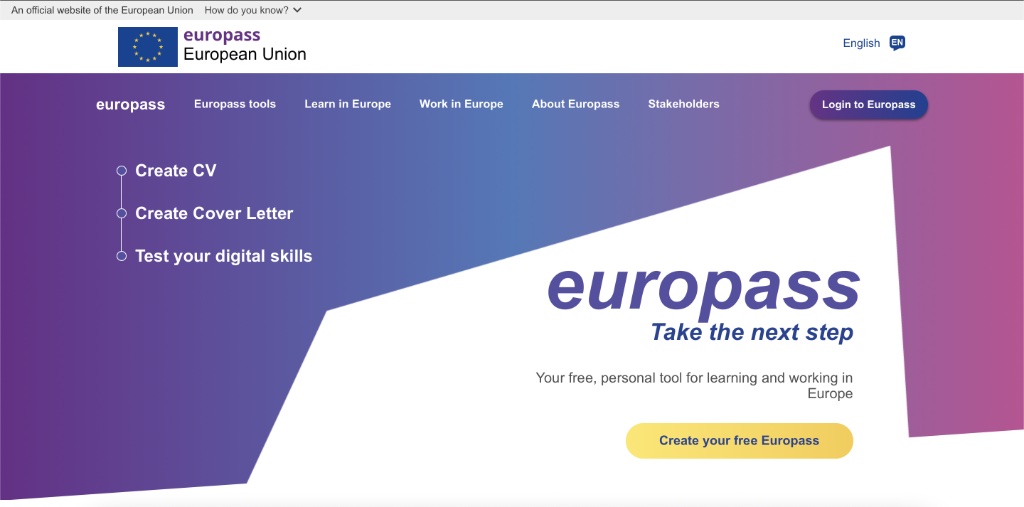 An official website of the European Union How do you know?
europass
European Union
English EN
europass Europass tools Learn in Europe Work in Europe About Europass Stakeholders Login to Europass
Create CV
Create Cover Letter
Test your digital skills
europass
Take the next step
Your free, personal tool for learning and working in
Europe
Create your free Europass